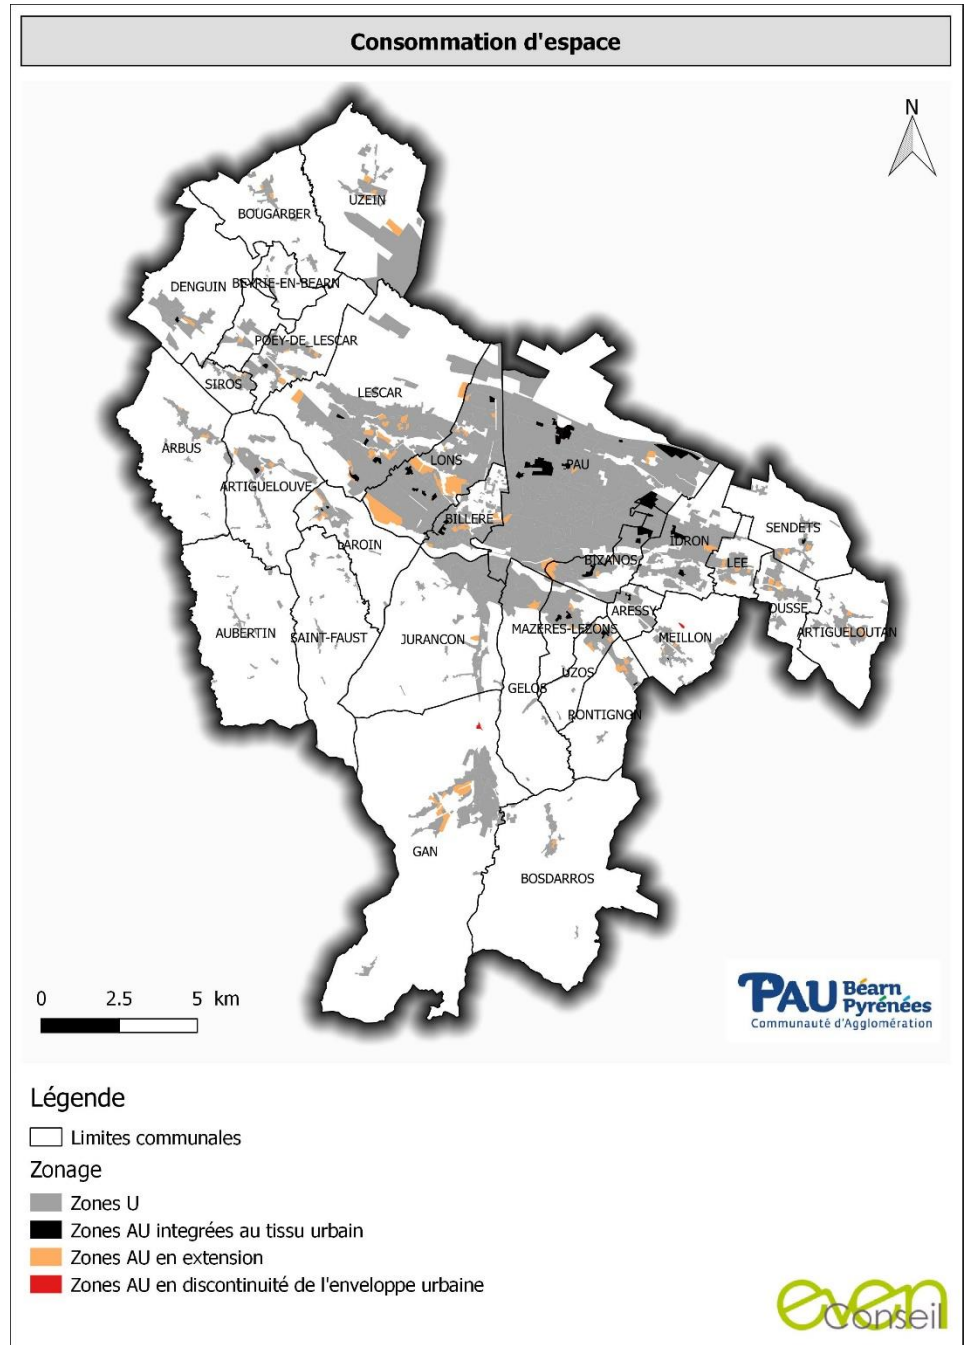 Consommation d'espace
N
UZEIN
BOUGARBER
DENGUIN
BEYRIE-EN-BEARN
POEY-DE_LESCAR
SIROS
LESCAR
ARBUS
LONS
PAU
ARTIGUELOUVE
BILLERE
SENDETS
LAROIN
IDRON
BIZANOS
LEE
OUSSE
ARESSY
AUBERTIN
SAINT-FAUST
JURANCON
MAZERES-LEZONS
MEILLON
ARTIGUELOUTAN
UZOS
GELOS
RONTIGNON
GAN
BOSDARROS
0 2.5 5 km
PAU Béarn
Pyrénées
Communauté d'Agglomération
Légende
Limites communales
Zonage
Zones U
Zones AU integrées au tissu urbain
Zones AU en extension
Zones AU en discontinuité de l'enveloppe urbaine
even
Conseil